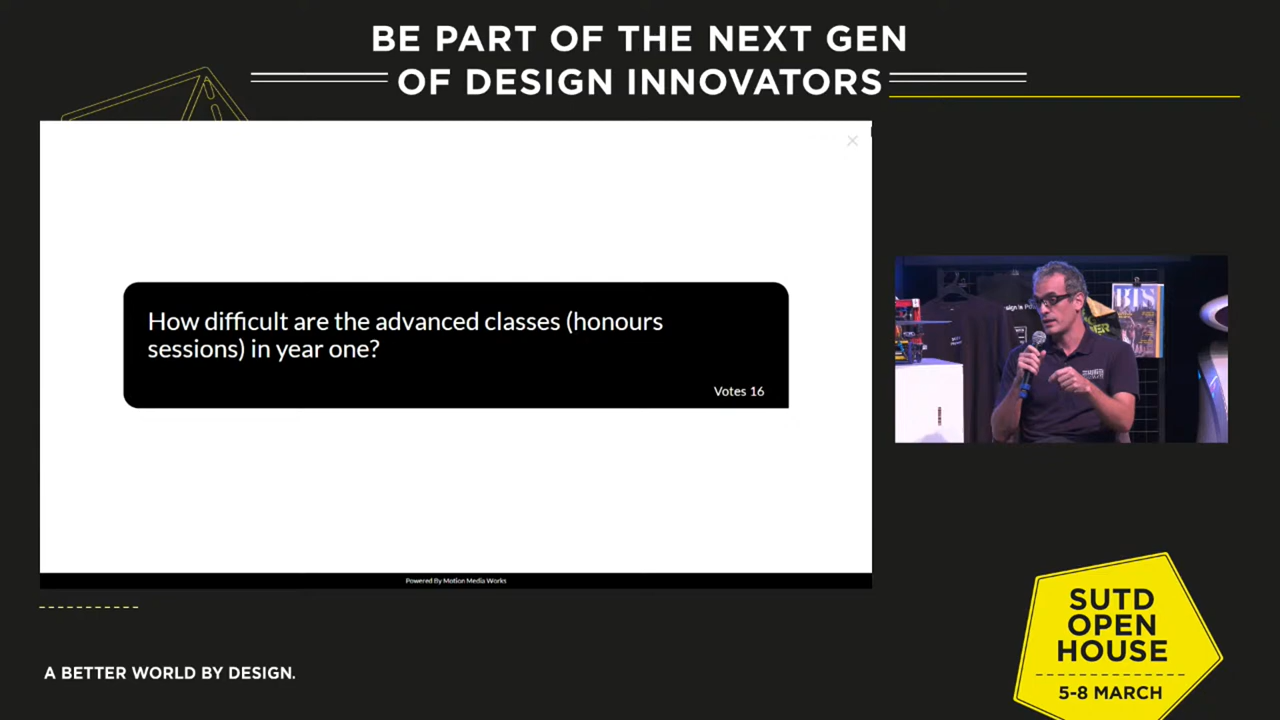 BE PART OF THE NEXT GEN
OF DESIGN INNOVATORS
How difficult are the advanced classes (honours
sessions) in year one?
Votes 16
Powered By Motion Media Works
BTS
SUTD
OPEN
HOUSE
5-8 MARCH
A BETTER WORLD BY DESIGN.